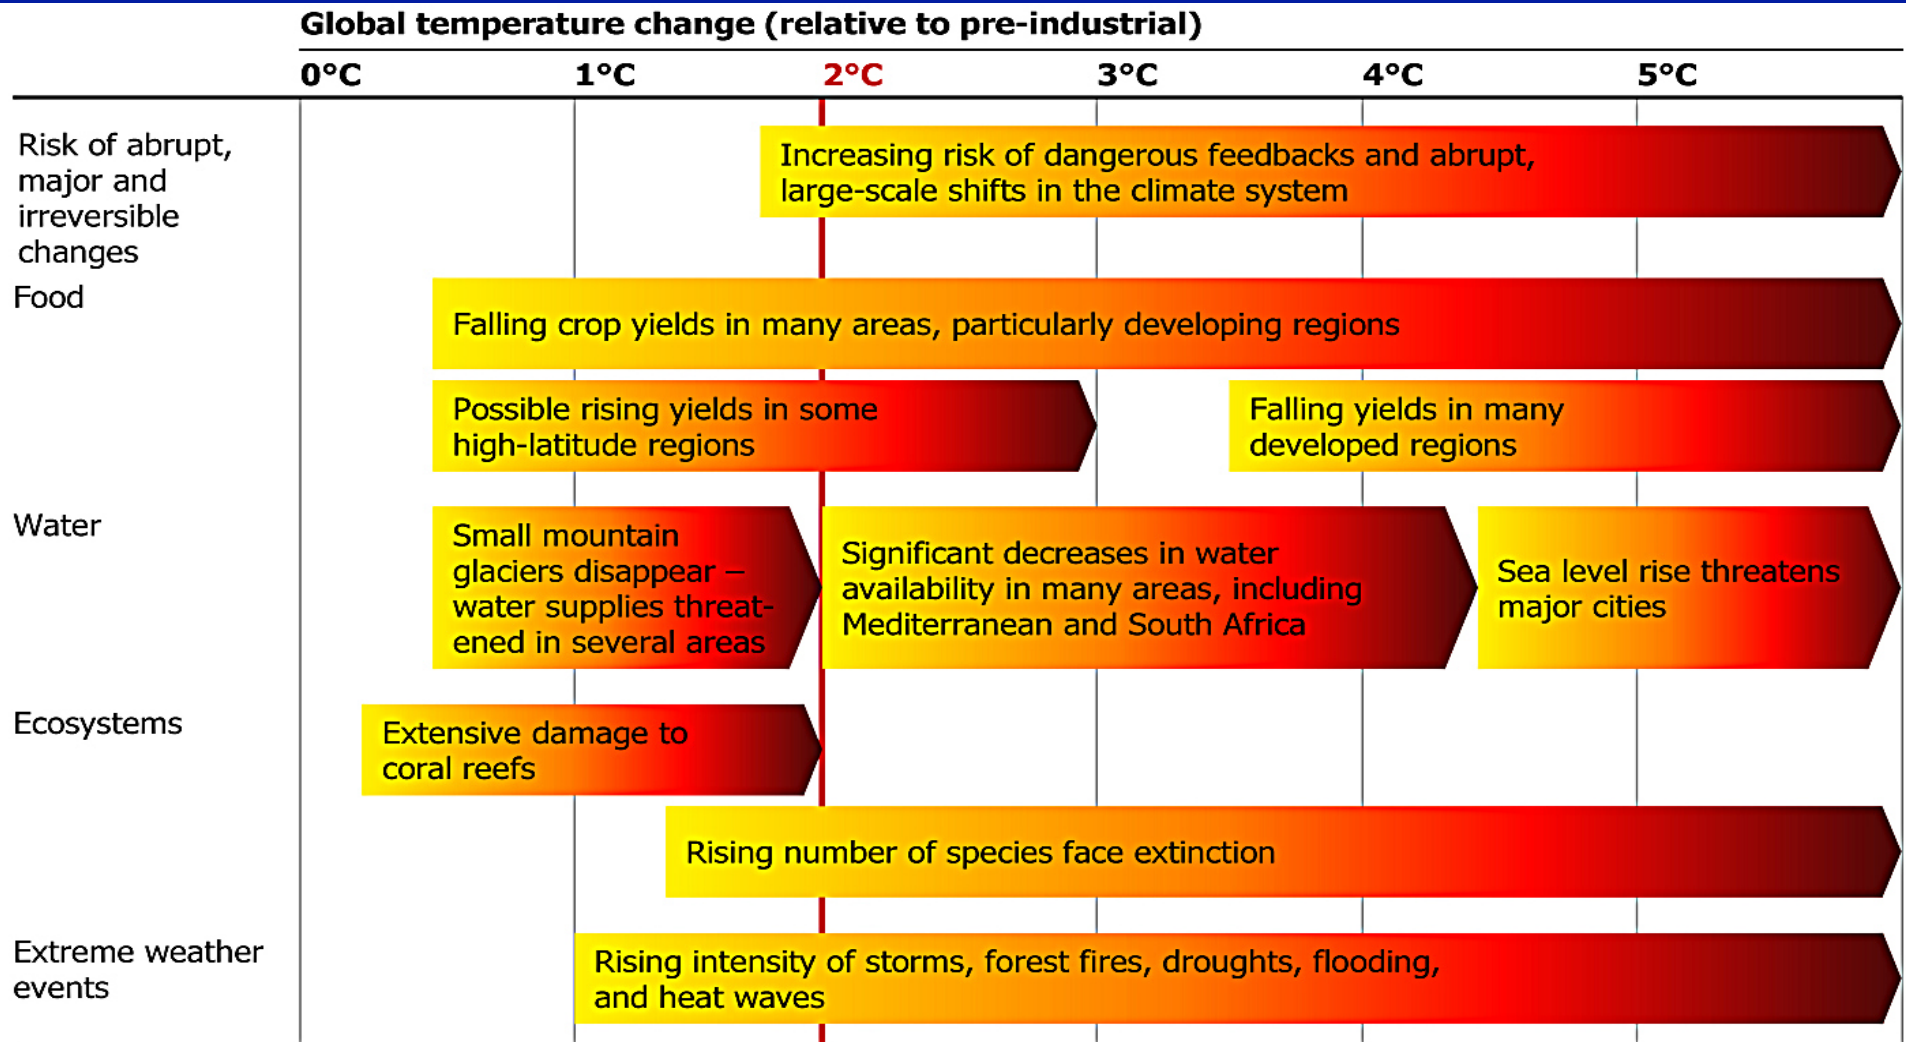 Global temperature change (relative to pre-industrial)
0°C 1°C 2°C 3°C 4°C 5°C
Risk of abrupt,
major and
irreversible
changes
Increasing risk of dangerous feedbacks and abrupt,
large-scale shifts in the climate system
Food
Falling crop yields in many areas, particularly developing regions
Possible rising yields in some
high-latitude regions
Falling yields in many
developed regions
Water
Small mountain
glaciers disappear –
water supplies threat-
ened in several areas
Significant decreases in water
availability in many areas, including
Mediterranean and South Africa
Sea level rise threatens
major cities
Ecosystems
Extensive damage to
coral reefs
Rising number of species face extinction
Extreme weather
events
Rising intensity of storms, forest fires, droughts, flooding,
and heat waves